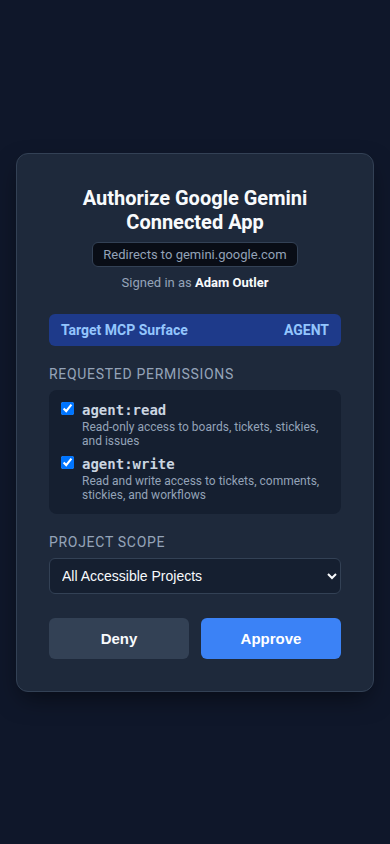 Authorize Google Gemini
Connected App
Redirects to gemini.google.com
Signed in as Adam Outler
Target MCP Surface AGENT
REQUESTED PERMISSIONS
agent:read
Read-only access to boards, tickets, stickies,
and issues
agent:write
Read and write access to tickets, comments,
stickies, and workflows
PROJECT SCOPE
All Accessible Projects
Deny Approve